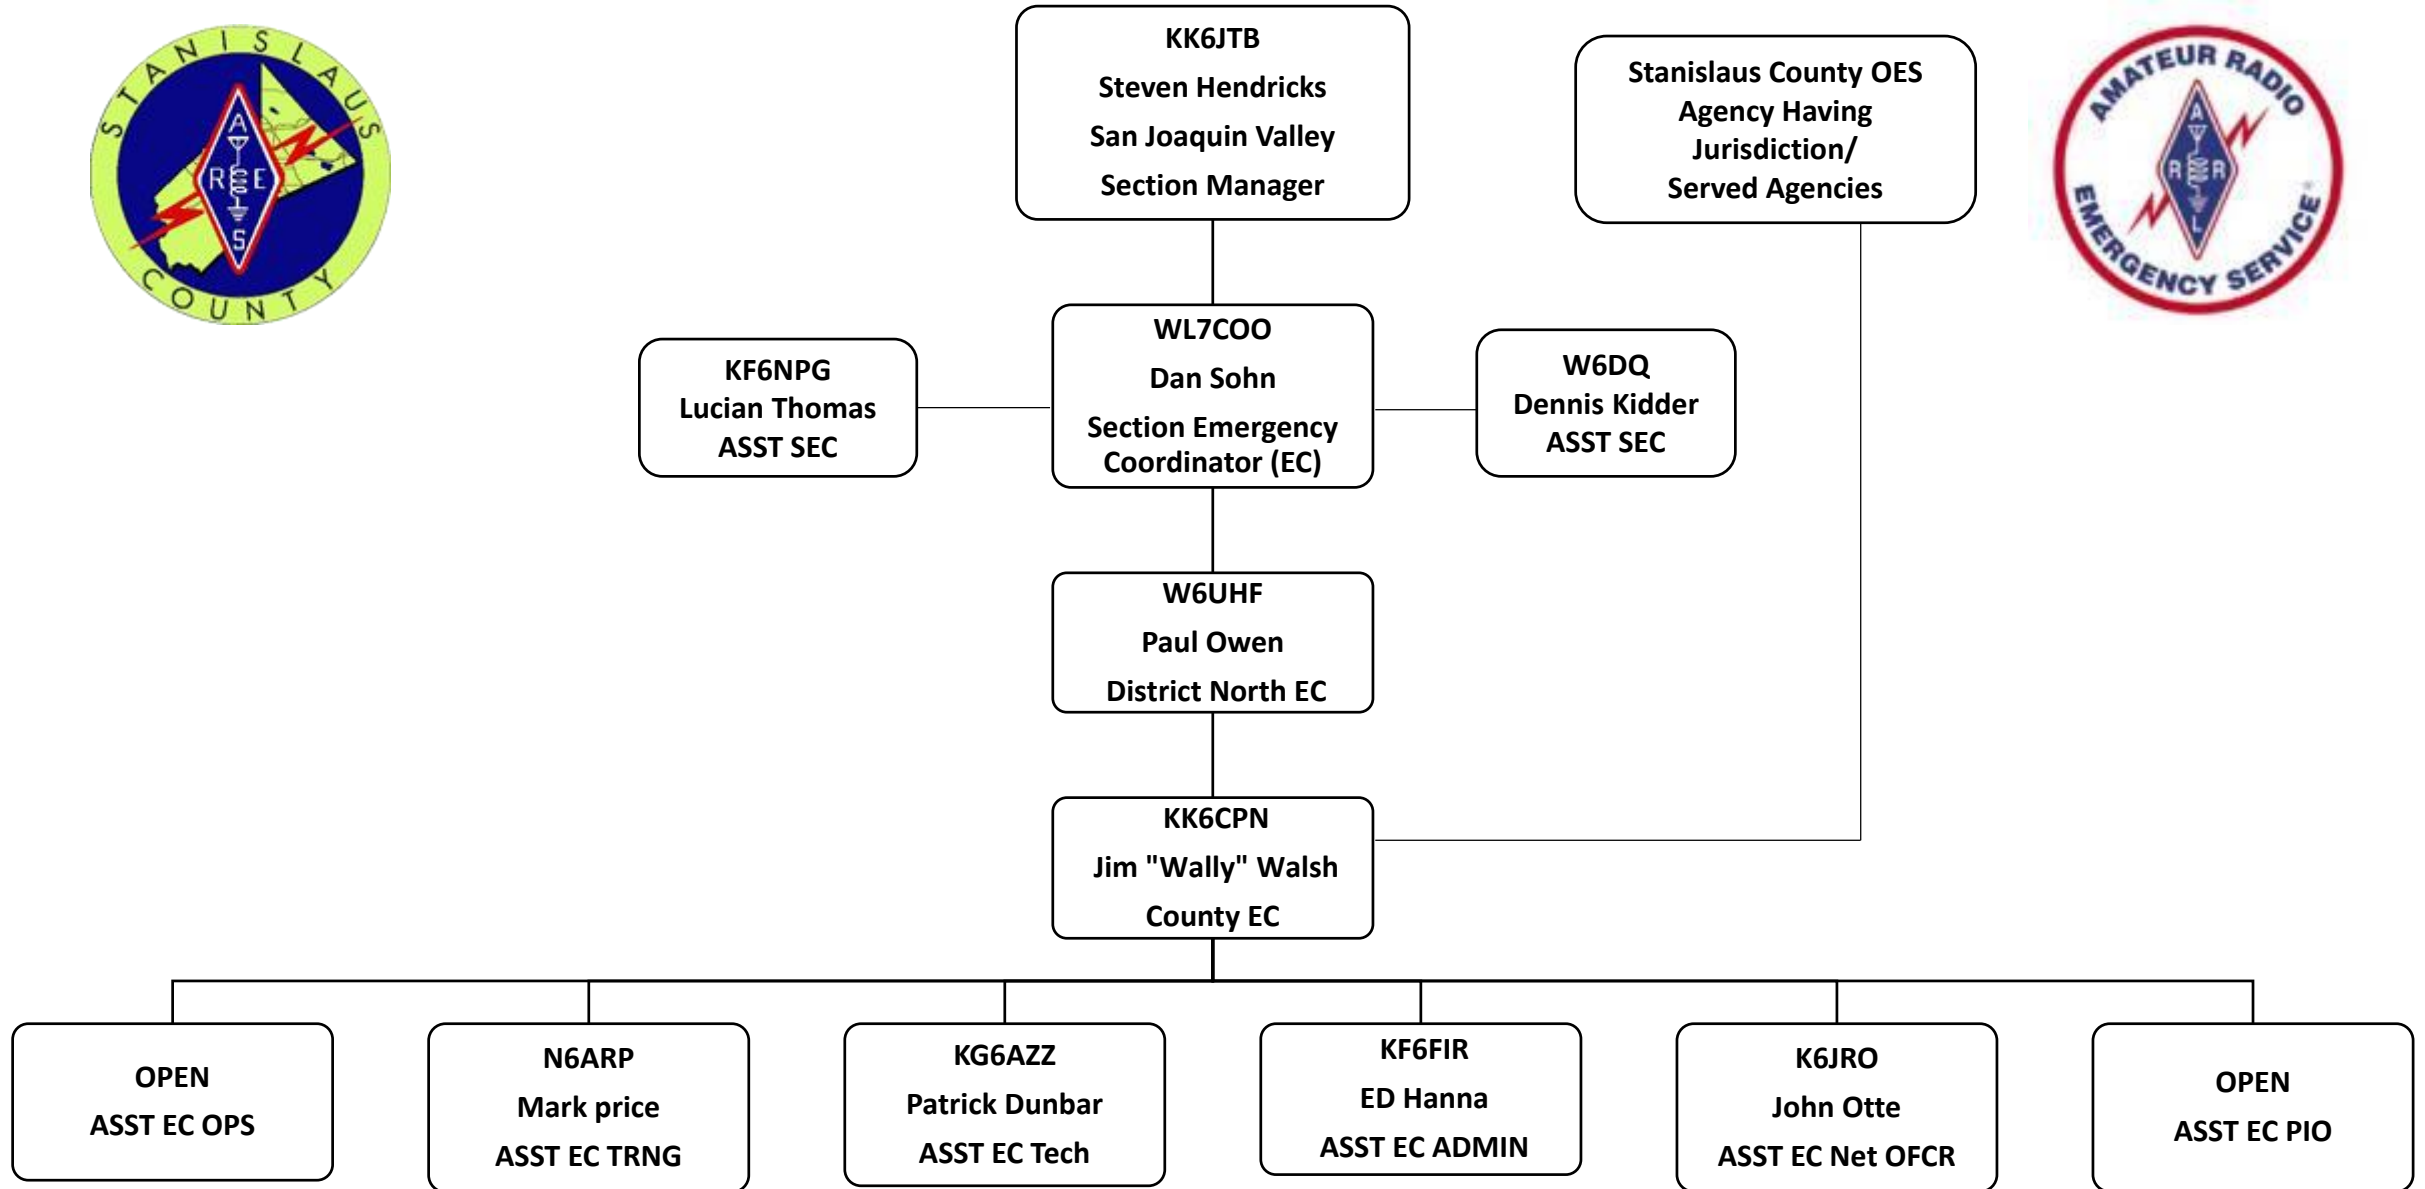 STANISLAUS
COUNTY
A
R E
S
KK6JTB
Steven Hendricks
San Joaquin Valley
Section Manager
Stanislaus County OES
Agency Having
Jurisdiction/
Served Agencies
AMATEUR RADIO
EMERGENCY SERVICE
A
R R
L
KF6NPG
Lucian Thomas
ASST SEC
WL7COO
Dan Sohn
Section Emergency
Coordinator (EC)
W6DQ
Dennis Kidder
ASST SEC
W6UHF
Paul Owen
District North EC
KK6CPN
Jim "Wally" Walsh
County EC
OPEN
ASST EC OPS
N6ARP
Mark price
ASST EC TRNG
KG6AZZ
Patrick Dunbar
ASST EC Tech
KF6FIR
ED Hanna
ASST EC ADMIN
K6JRO
John Otte
ASST EC Net OFCR
OPEN
ASST EC PIO